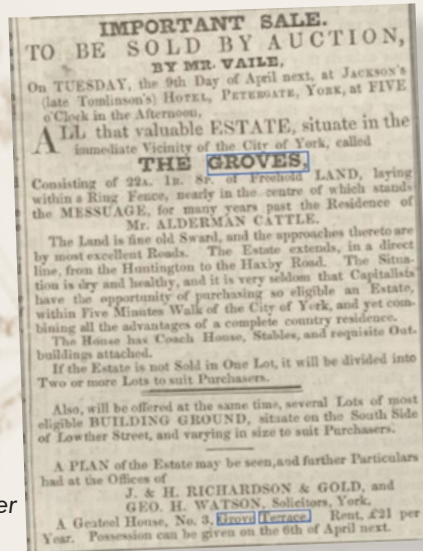 IMPORTANT SALE.
TO BE SOLD BY AUCTION,
BY MR. VAILE,
On TUESDAY, the 9th Day of April next, at JACKSON'S
(late Tomlinson's) HOTEL, PETERGATE, YORK, at FIVE
o'Clock in the Afternoon,
ALL that valuable ESTATE, situate in the
immediate Vicinity of the City of York, called
THE GROVES,
Consisting of 22A. 1R. 8P. of Freehold LAND, laying
within a Ring Fence, nearly in the centre of which stands
the MESSUAGE, for many years past the Residence of
Mr. ALDERMAN CATTLE.
The Land is fine old Sward, and the approaches thereto are
by most excellent Roads. The Estate extends, in a direct
line, from the Huntington to the Haxby Road. The Situa-
tion is dry and healthy, and it is very seldom that Capitalists
have the opportunity of purchasing so eligible an Estate,
within Five Minutes Walk of the City of York, and yet com-
bining all the advantages of a complete country residence.
The House has Coach House, Stables, and requisite Out-
buildings attached.
If the Estate is not Sold in One Lot, it will be divided into
Two or more Lots to suit Purchasers.
Also, will be offered at the same time, several Lots of most
eligible BUILDING GROUND, situate on the South Side
of Lowther Street, and varying in size to suit Purchasers.
A PLAN of the Estate may be seen, and further Particulars
had at the Offices of
J. & H. RICHARDSON & GOLD, and
GEO. H. WATSON, Solicitors, York.
A Genteel House, No. 3, Grove Terrace. Rent, £21 per
Year. Possession can be given on the 6th of April next.
er